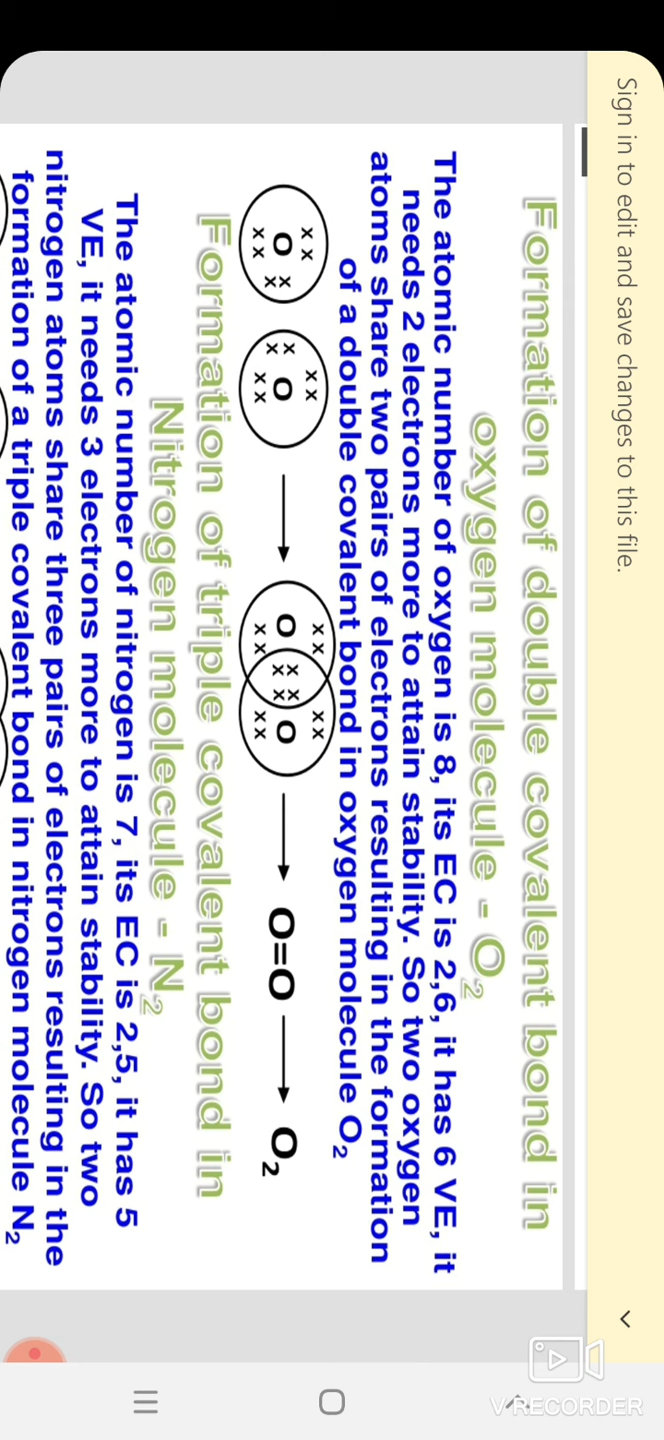 Sign in to edit and save changes to this file.
Formation of double covalent bond in
oxygen molecule - O₂
The atomic number of oxygen is 8, its EC is 2,6, it has 6 VE, it
needs 2 electrons more to attain stability. So two oxygen
atoms share two pairs of electrons resulting in the formation
of a double covalent bond in oxygen molecule O₂
O O O O O=O O₂
Formation of triple covalent bond in
Nitrogen molecule - N₂
The atomic number of nitrogen is 7, its EC is 2,5, it has 5
VE, it needs 3 electrons more to attain stability. So two
nitrogen atoms share three pairs of electrons resulting in the
formation of a triple covalent bond in nitrogen molecule N₂
V RECORDER